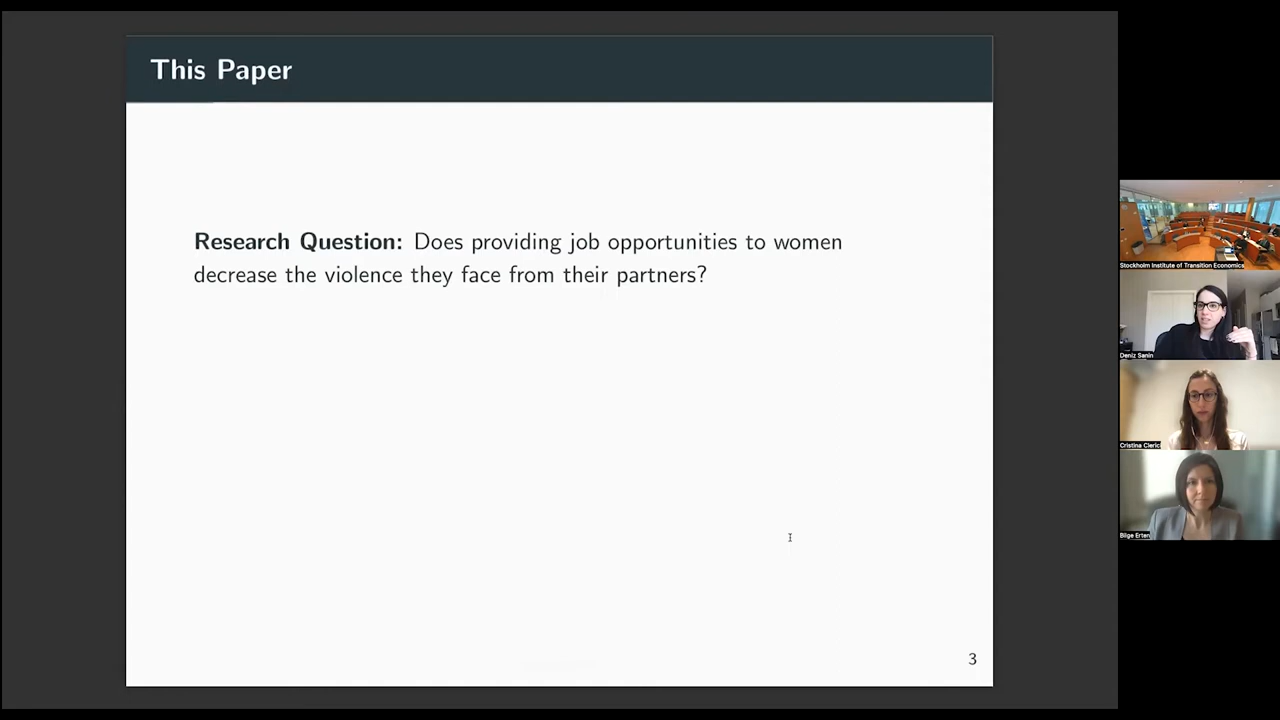 This Paper
Research Question: Does providing job opportunities to women
decrease the violence they face from their partners?
3
Stockholm Institute of Transition Economics
Deniz Sanin
Cristina Clerici
Bilge Erten